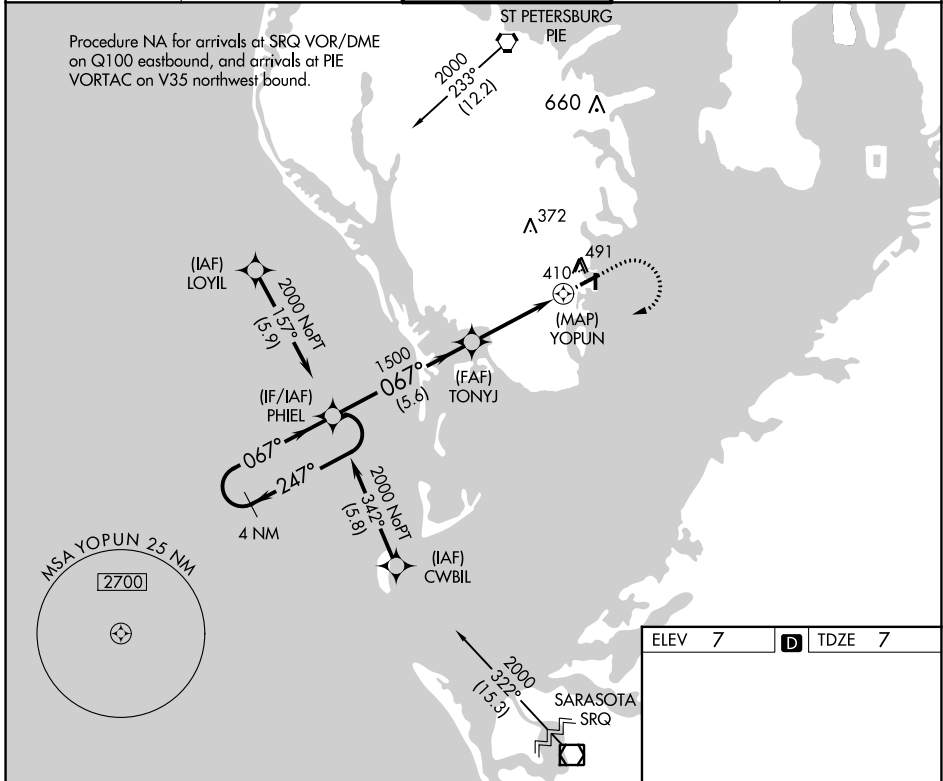 ST PETERSBURG
PIE
Procedure NA for arrivals at SRQ VOR/DME
on Q100 eastbound, and arrivals at PIE
VORTAC on V35 northwest bound.
2000
233°
(12.2)
660
372
491
410
(MAP)
YOPUN
(IAF)
LOYIL
2000 NoPT
157°
(5.9)
1500
067°
(5.6)
(FAF)
TONYJ
(IF/IAF)
PHIEL
067°
247°
4 NM
2000 NoPT
342°
(5.8)
(IAF)
CWBIL
MSA YOPUN 25 NM
2700
2000
322°
(15.3)
SARASOTA
SRQ
ELEV 7 D TDZE 7